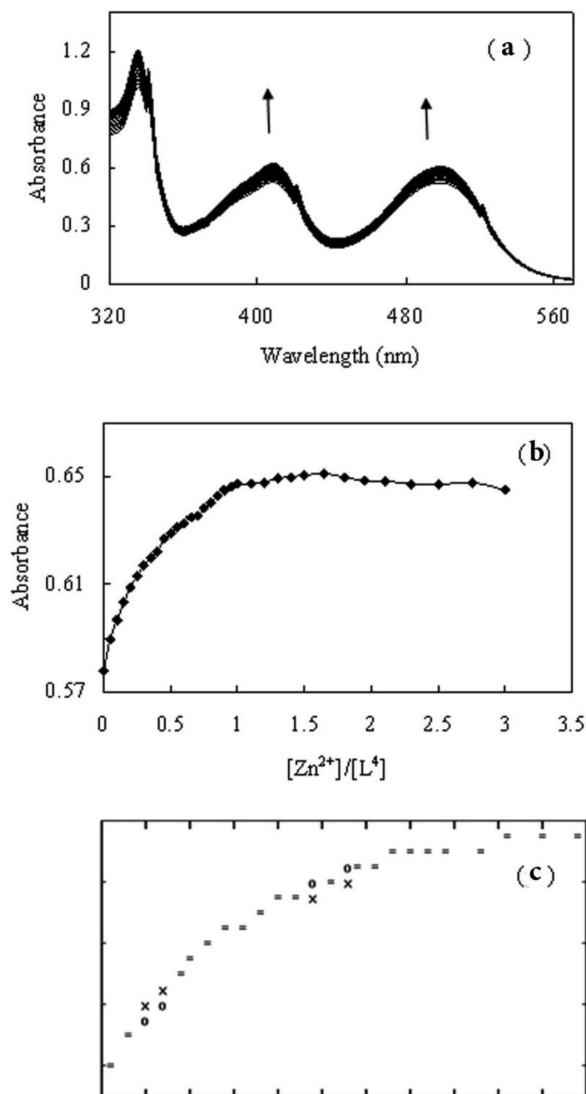 (a)
1.2
0.9
0.6
0.3
0
Absorbance
320 400 480 560
Wavelength (nm)
(b)
0.65
0.61
0.57
Absorbance
0 0.5 1 1.5 2 2.5 3 3.5
[Zn²⁺]/[L⁴]
(c)